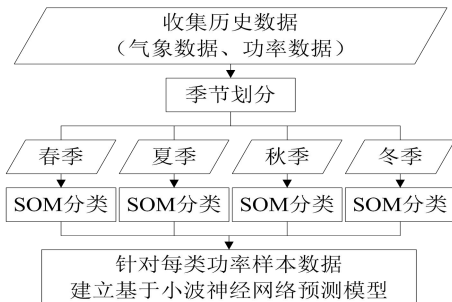 收集历史数据
（气象数据、功率数据）
季节划分
春季
夏季
秋季
冬季
SOM分类
SOM分类
SOM分类
SOM分类
针对每类功率样本数据
建立基于小波神经网络预测模型